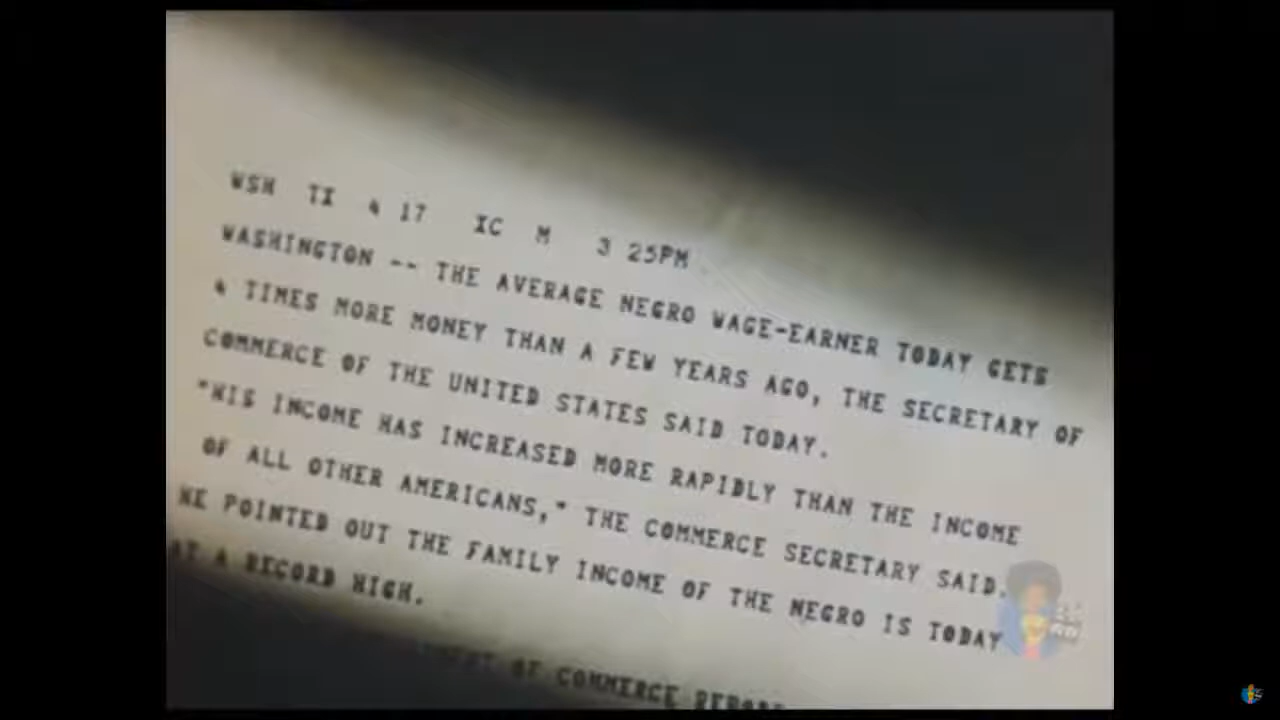 WSH TX 4 17 XC M 3 25PM
WASHINGTON -- THE AVERAGE NEGRO WAGE-EARNER TODAY GETS
4 TIMES MORE MONEY THAN A FEW YEARS AGO, THE SECRETARY OF
COMMERCE OF THE UNITED STATES SAID TODAY.
"HIS INCOME HAS INCREASED MORE RAPIDLY THAN THE INCOME
OF ALL OTHER AMERICANS," THE COMMERCE SECRETARY SAID.
HE POINTED OUT THE FAMILY INCOME OF THE NEGRO IS TODAY
AT A RECORD HIGH.
OF COMMERCE